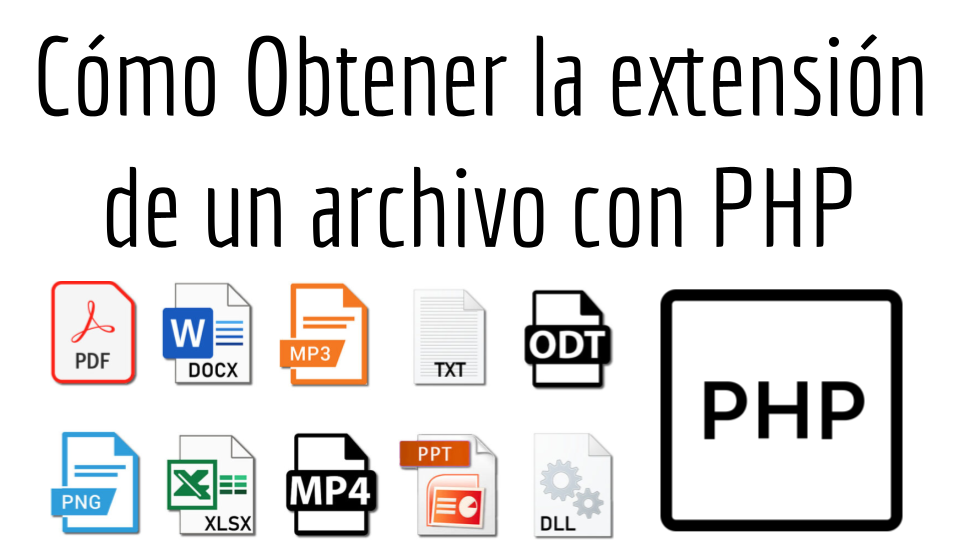 Cómo Obtener la extensión
de un archivo con PHP
PDF
W
DOCX
MP3
TXT
ODT
PHP
PNG
X
XLSX
MP4
PPT
DLL